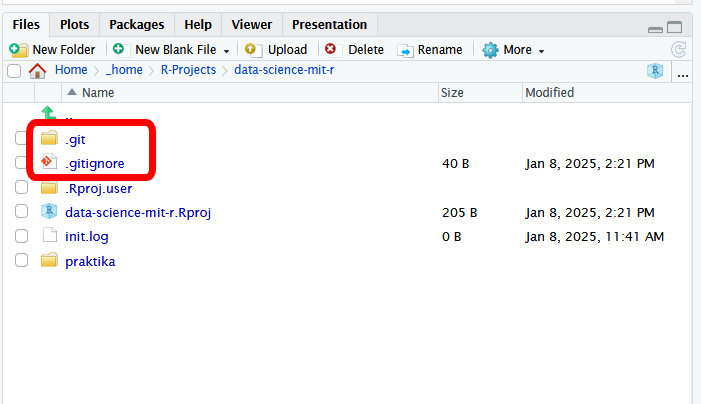 Files Plots Packages Help Viewer Presentation
New Folder New Blank File Upload Delete Rename More
Home _home R-Projects data-science-mit-r R ...
Name Size Modified
..
.git
.gitignore 40 B Jan 8, 2025, 2:21 PM
.Rproj.user
data-science-mit-r.Rproj 205 B Jan 8, 2025, 2:21 PM
init.log 0 B Jan 8, 2025, 11:41 AM
praktika